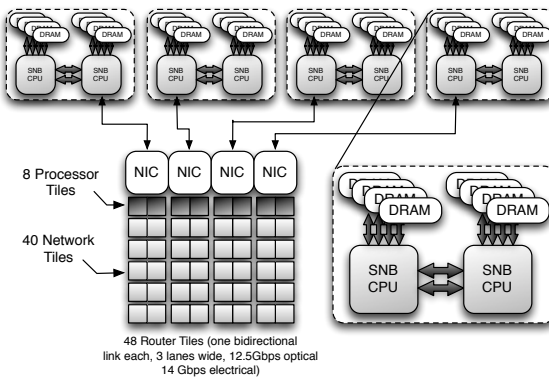 DRAM DRAM DRAM DRAM DRAM DRAM DRAM DRAM
SNB CPU SNB CPU SNB CPU SNB CPU SNB CPU SNB CPU SNB CPU SNB CPU
NIC NIC NIC NIC
8 Processor
Tiles
40 Network
Tiles
DRAM DRAM
SNB
CPU
SNB
CPU
48 Router Tiles (one bidirectional
link each, 3 lanes wide, 12.5Gbps optical
14 Gbps electrical)